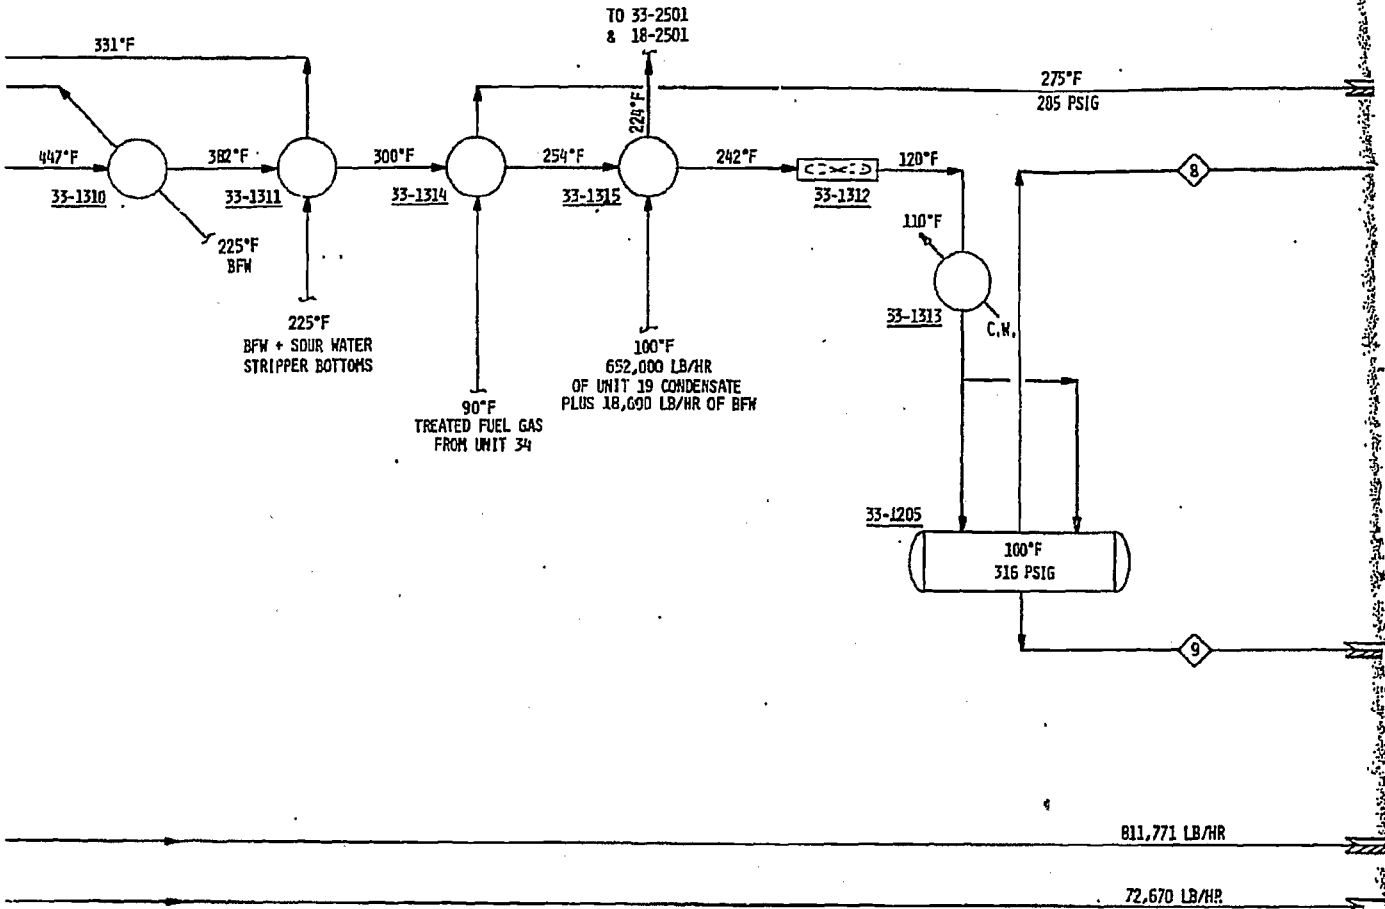 TO 33-2501
& 18-2501
331°F
275°F
285 PSIG
224°F
447°F
382°F
300°F
254°F
242°F
120°F
8
33-1310
33-1311
33-1314
33-1315
33-1312
225°F
BFW
110°F
33-1313
C.W.
225°F
BFW + SOUR WATER
STRIPPER BOTTOMS
100°F
652,000 LB/HR
OF UNIT 19 CONDENSATE
PLUS 18,600 LB/HR OF BFW
90°F
TREATED FUEL GAS
FROM UNIT 34
33-1205
100°F
316 PSIG
9
811,771 LB/HR
72,670 LB/HR